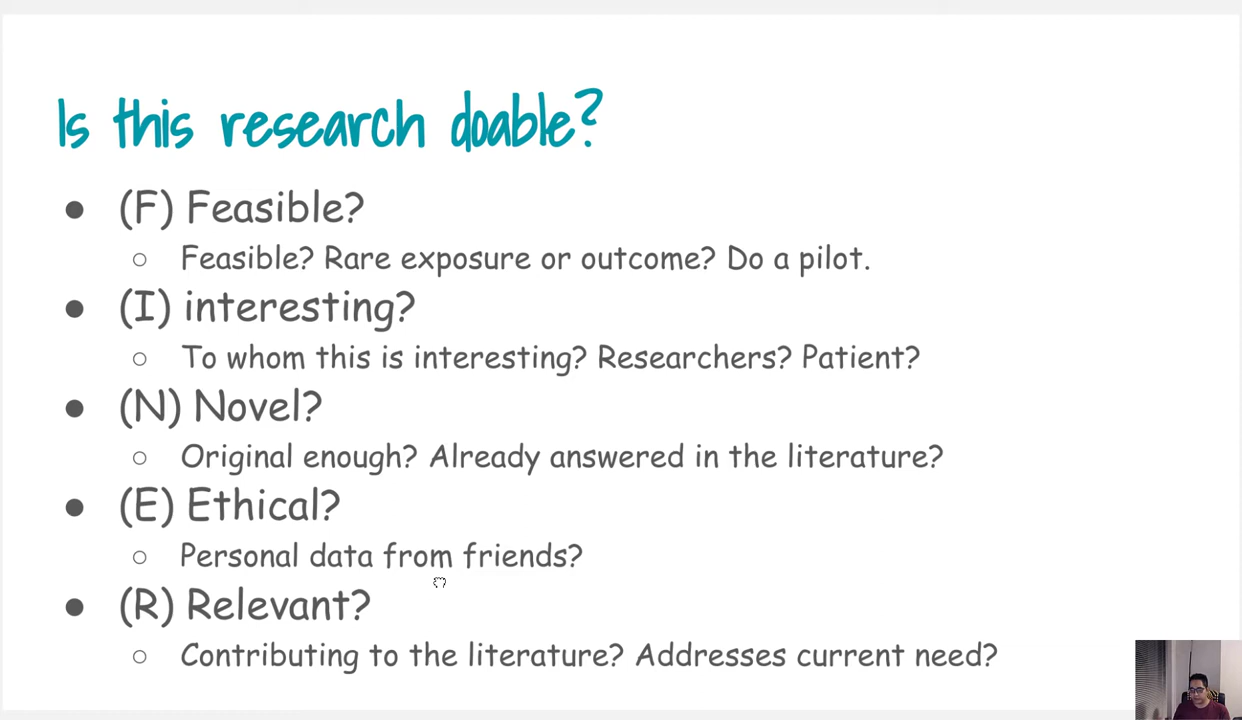 Is this research doable?
● (F) Feasible?
○ Feasible? Rare exposure or outcome? Do a pilot.
● (I) interesting?
○ To whom this is interesting? Researchers? Patient?
● (N) Novel?
○ Original enough? Already answered in the literature?
● (E) Ethical?
○ Personal data from friends?
● (R) Relevant?
○ Contributing to the literature? Addresses current need?